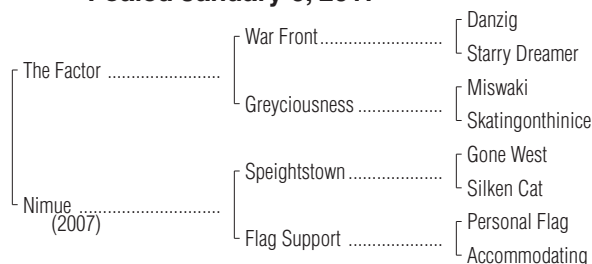 Foaled January 2017
Danzig
War Front
Starry Dreamer
The Factor
Miswaki
Greyciousness
Skatingonthinice
Gone West
Speightstown
Silken Cat
Nimue
(2007)
Personal Flag
Flag Support
Accommodating